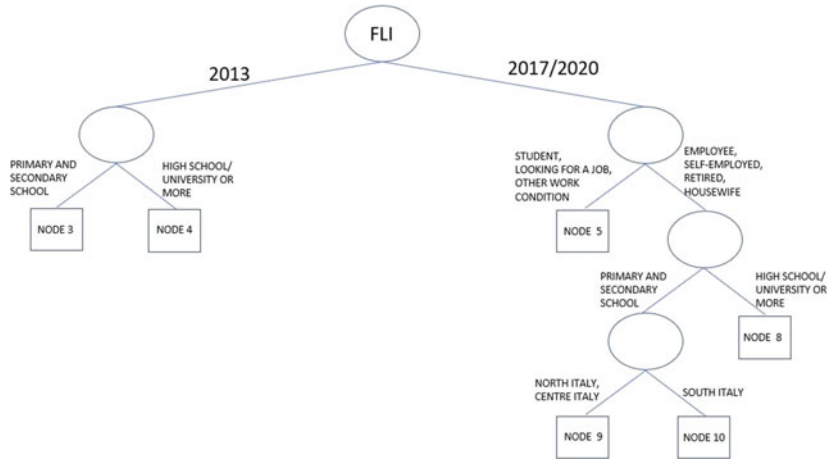 FLI
2013
2017/2020
PRIMARY AND
SECONDARY
SCHOOL
HIGH SCHOOL/
UNIVERSITY OR
MORE
STUDENT,
LOOKING FOR A JOB,
OTHER WORK
CONDITION
EMPLOYEE,
SELF-EMPLOYED,
RETIRED,
HOUSEWIFE
NODE 3
NODE 4
NODE 5
PRIMARY AND
SECONDARY
SCHOOL
HIGH SCHOOL/
UNIVERSITY OR
MORE
NODE 8
NORTH ITALY,
CENTRE ITALY
SOUTH ITALY
NODE 9
NODE 10